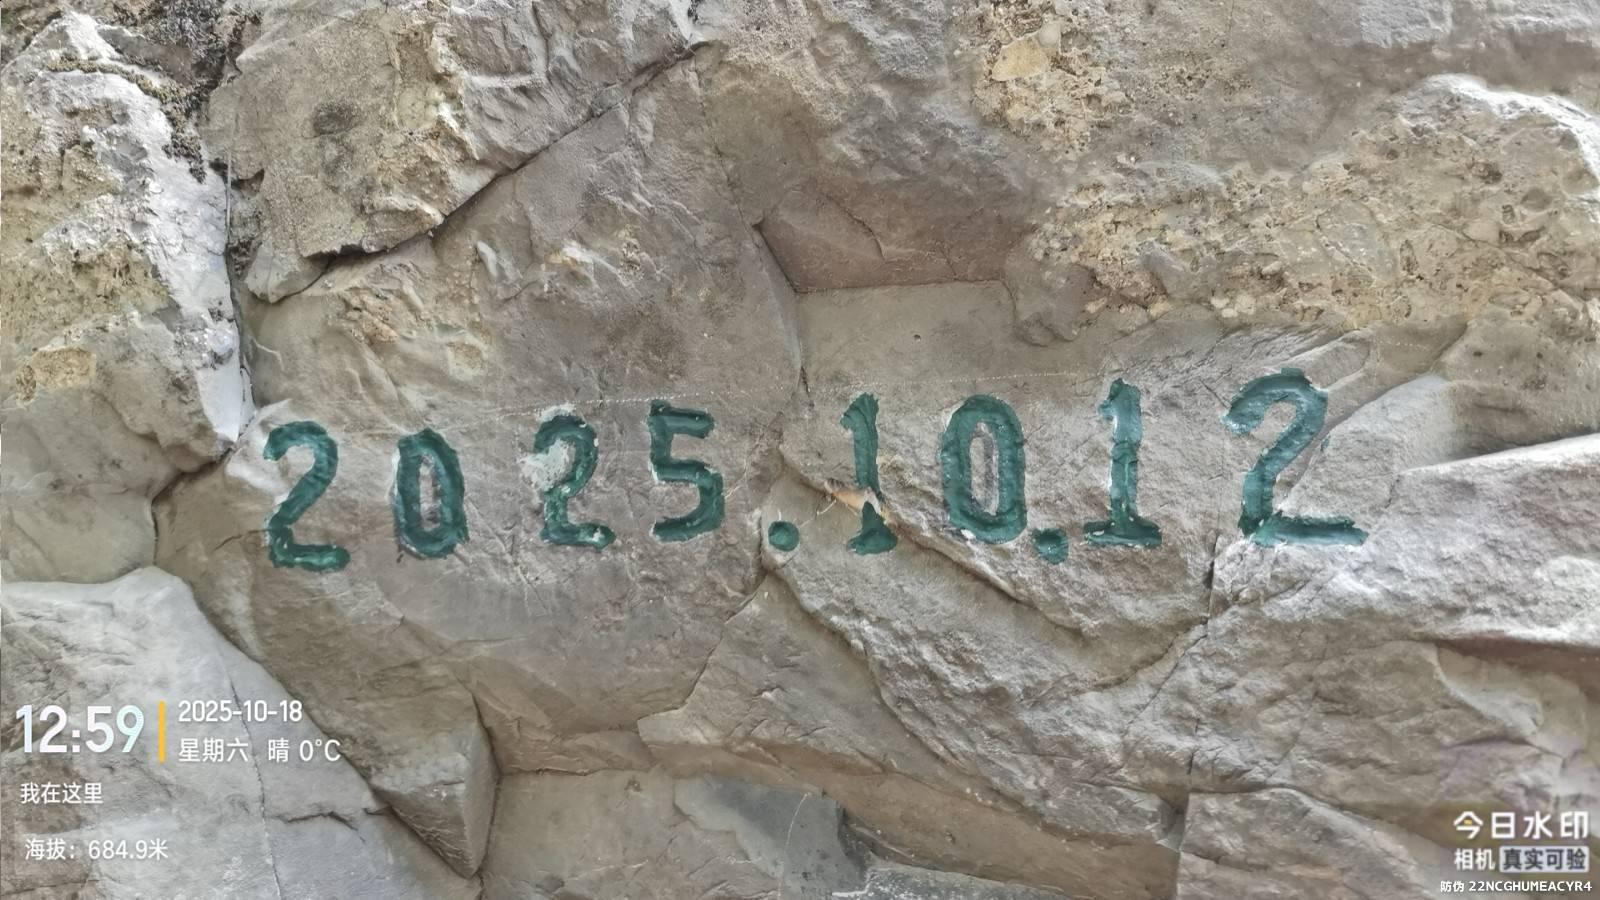 2025.10.12
12:59
2025-10-18
星期六 晴 0℃
我在这里
海拔：684.9米
今日水印
相机 真实可验
防伪 22NCGHUMEACYR4